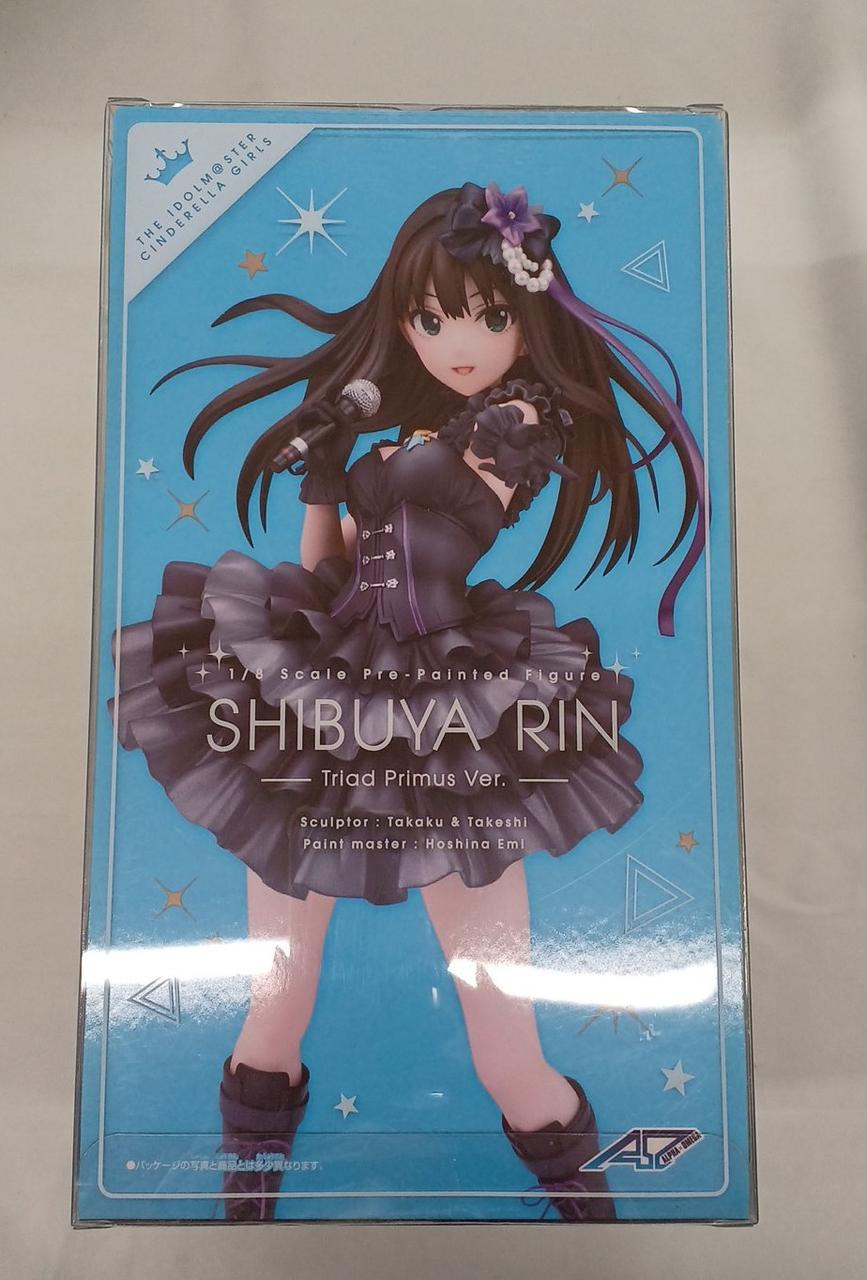 THE IDOLM@STER
CINDERELLA GIRLS
1/8 Scale Pre-Painted Figure
SHIBUYA RIN
Triad Primus Ver.
Sculptor : Takaku & Takeshi
Paint master : Hoshina Emi
●パッケージの写真と商品とは多少異なります。
ALPHA×OMEGA